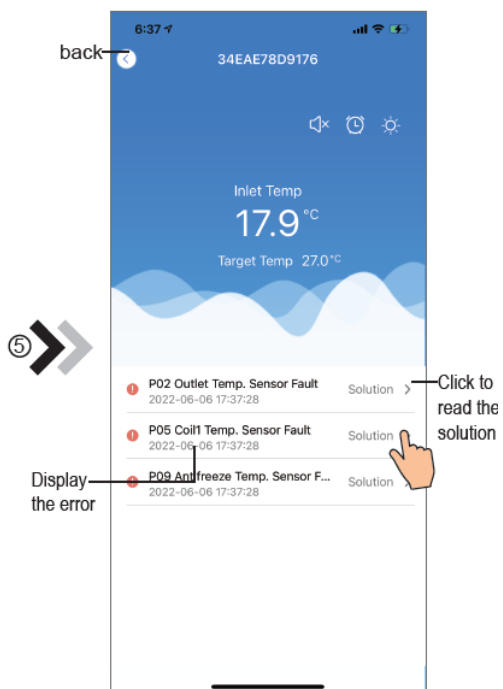 6:37
back
34EAE78D9176
Inlet Temp
17.9°C
Target Temp 27.0°C
⑤
P02 Outlet Temp. Sensor Fault
Solution
2022-06-06 17:37:28
Click to
read the
solution
P05 Coil1 Temp. Sensor Fault
Solution
2022-06-06 17:37:28
Display
the error
P09 Antifreeze Temp. Sensor F...
Solution
2022-06-06 17:37:28